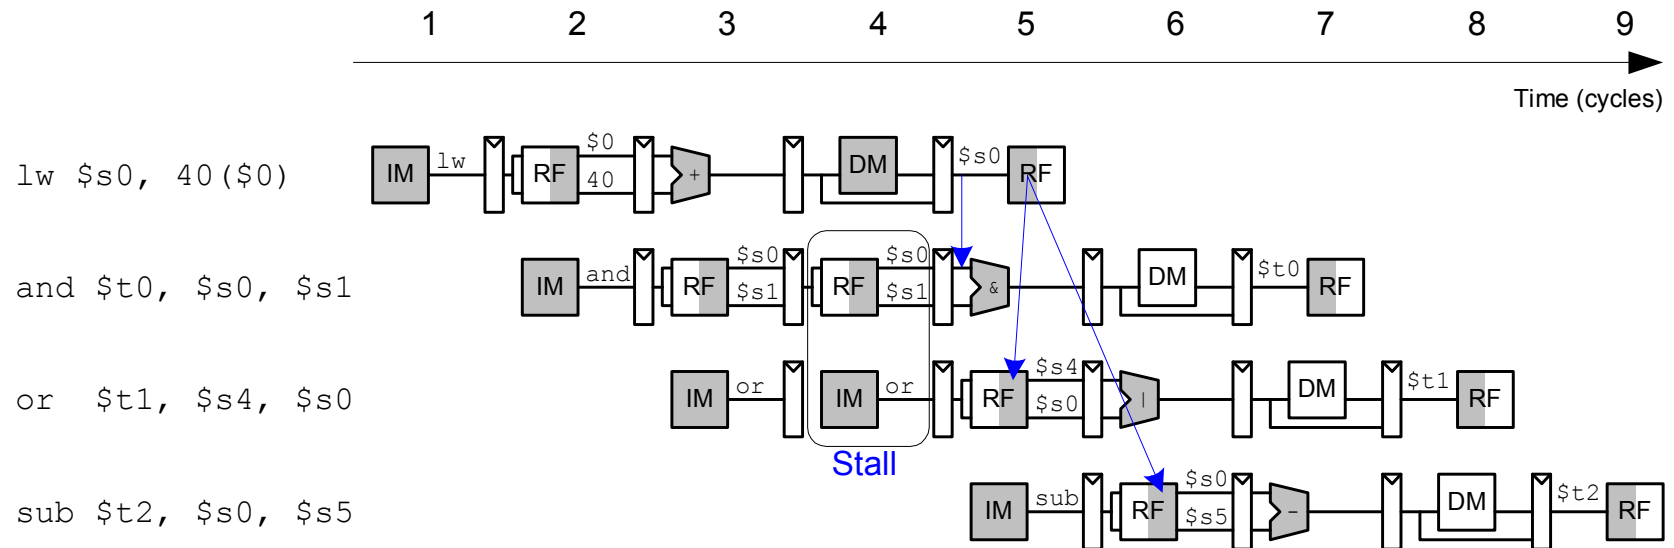 1 2 3 4 5 6 7 8 9
Time (cycles)
lw $s0, 40($0) IM lw RF $0 40 + DM $s0 RF
and $t0, $s0, $s1 IM and RF $s0 $s1 RF $s0 $s1 & DM $t0 RF
or $t1, $s4, $s0 IM or IM or RF $s4 $s0 | DM $t1 RF
Stall
sub $t2, $s0, $s5 IM sub RF $s0 $s5 - DM $t2 RF